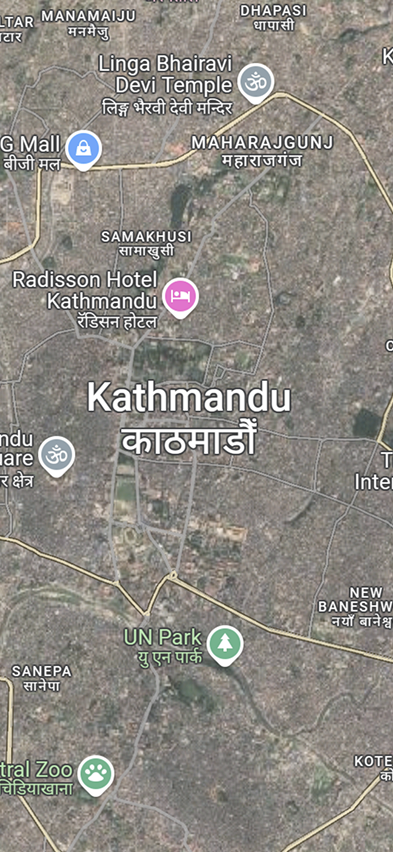 DHAPASI
धापासी
MANAMAIJU
मनमैजु
LTAR
Linga Bhairavi
Devi Temple
लिङ्ग भैरवी देवी मन्दिर
G Mall
बीजी मल
MAHARAJGUNJ
महाराजगंज
SAMAKHUSI
सामाखुसी
Radisson Hotel
Kathmandu
रॅडिसन होटल
Kathmandu
काठमाडौँ
ndu
uare
र क्षेत्र
T
Inter
NEW
BANESHW
नयाँ बानेश्व
UN Park
यु एन पार्क
SANEPA
सानेपा
KOTE
tral Zoo
चिडियाखाना